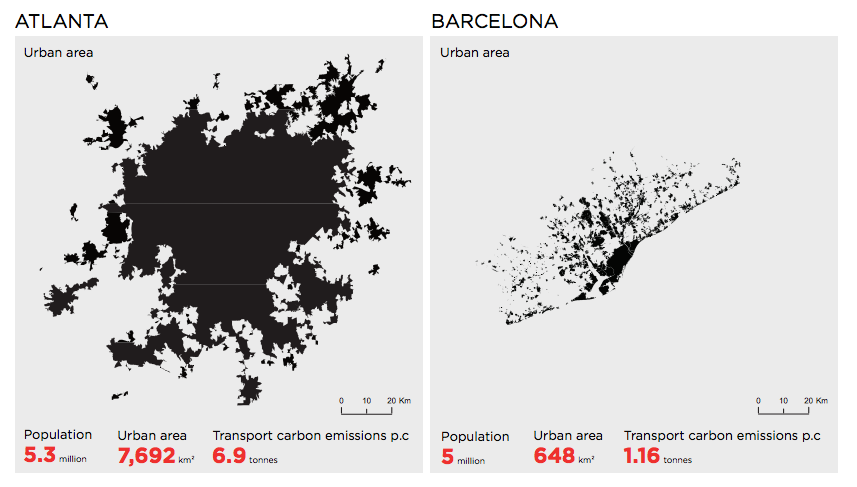 ATLANTA
Urban area
0 10 20 Km
Population
5.3 million
Urban area
7,692 km²
Transport carbon emissions p.c
6.9 tonnes
BARCELONA
Urban area
0 10 20 Km
Population
5 million
Urban area
648 km²
Transport carbon emissions p.c
1.16 tonnes